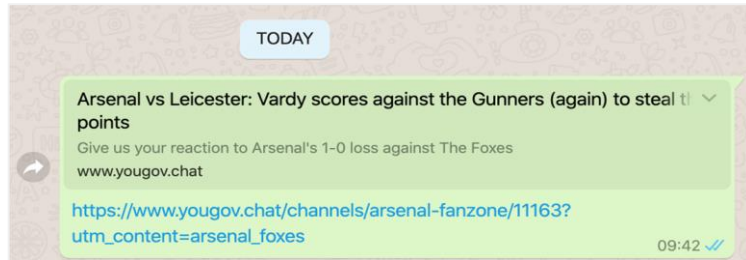 TODAY
Arsenal vs Leicester: Vardy scores against the Gunners (again) to steal
points
Give us your reaction to Arsenal's 1-0 loss against The Foxes
www.yougov.chat
https://www.yougov.chat/channels/arsenal-fanzone/11163?
utm_content=arsenal_foxes
09:42